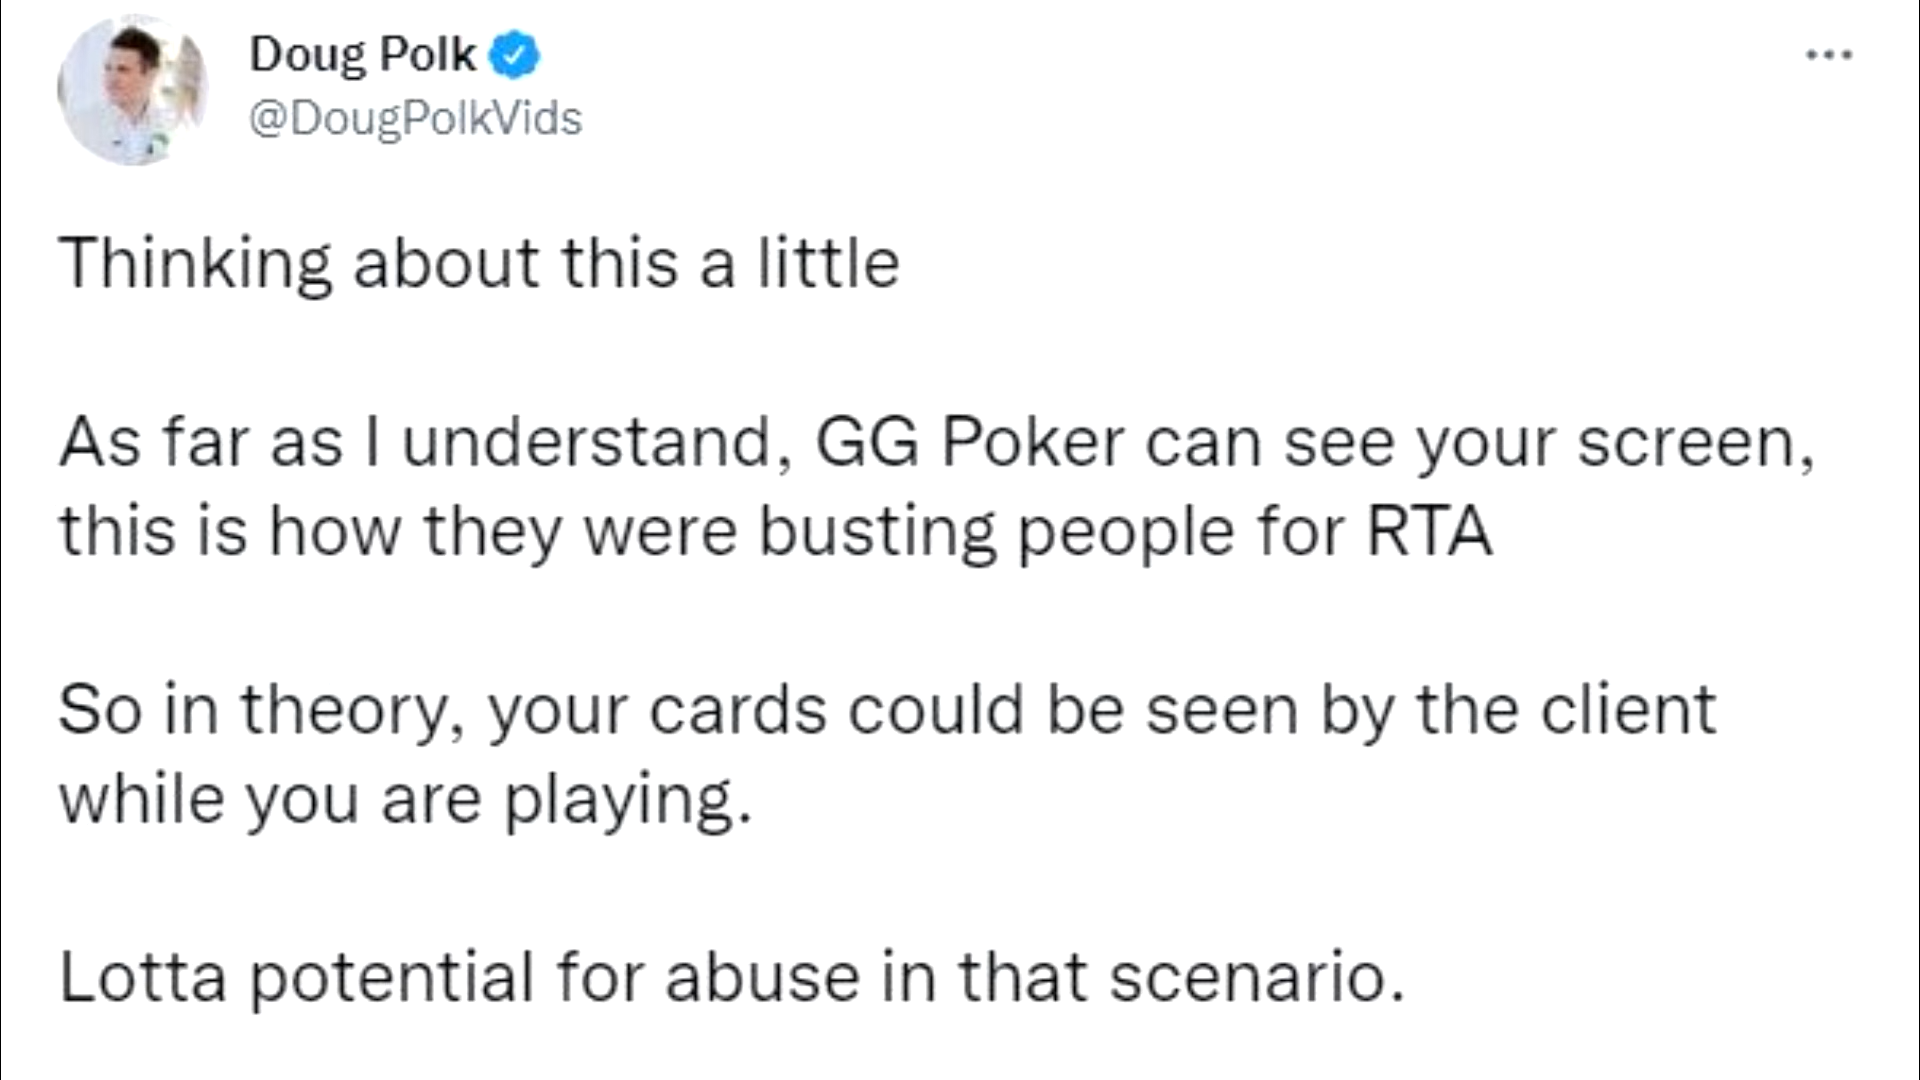 Doug Polk
@DougPolkVids
Thinking about this a little
As far as I understand, GG Poker can see your screen,
this is how they were busting people for RTA
So in theory, your cards could be seen by the client
while you are playing.
Lotta potential for abuse in that scenario.